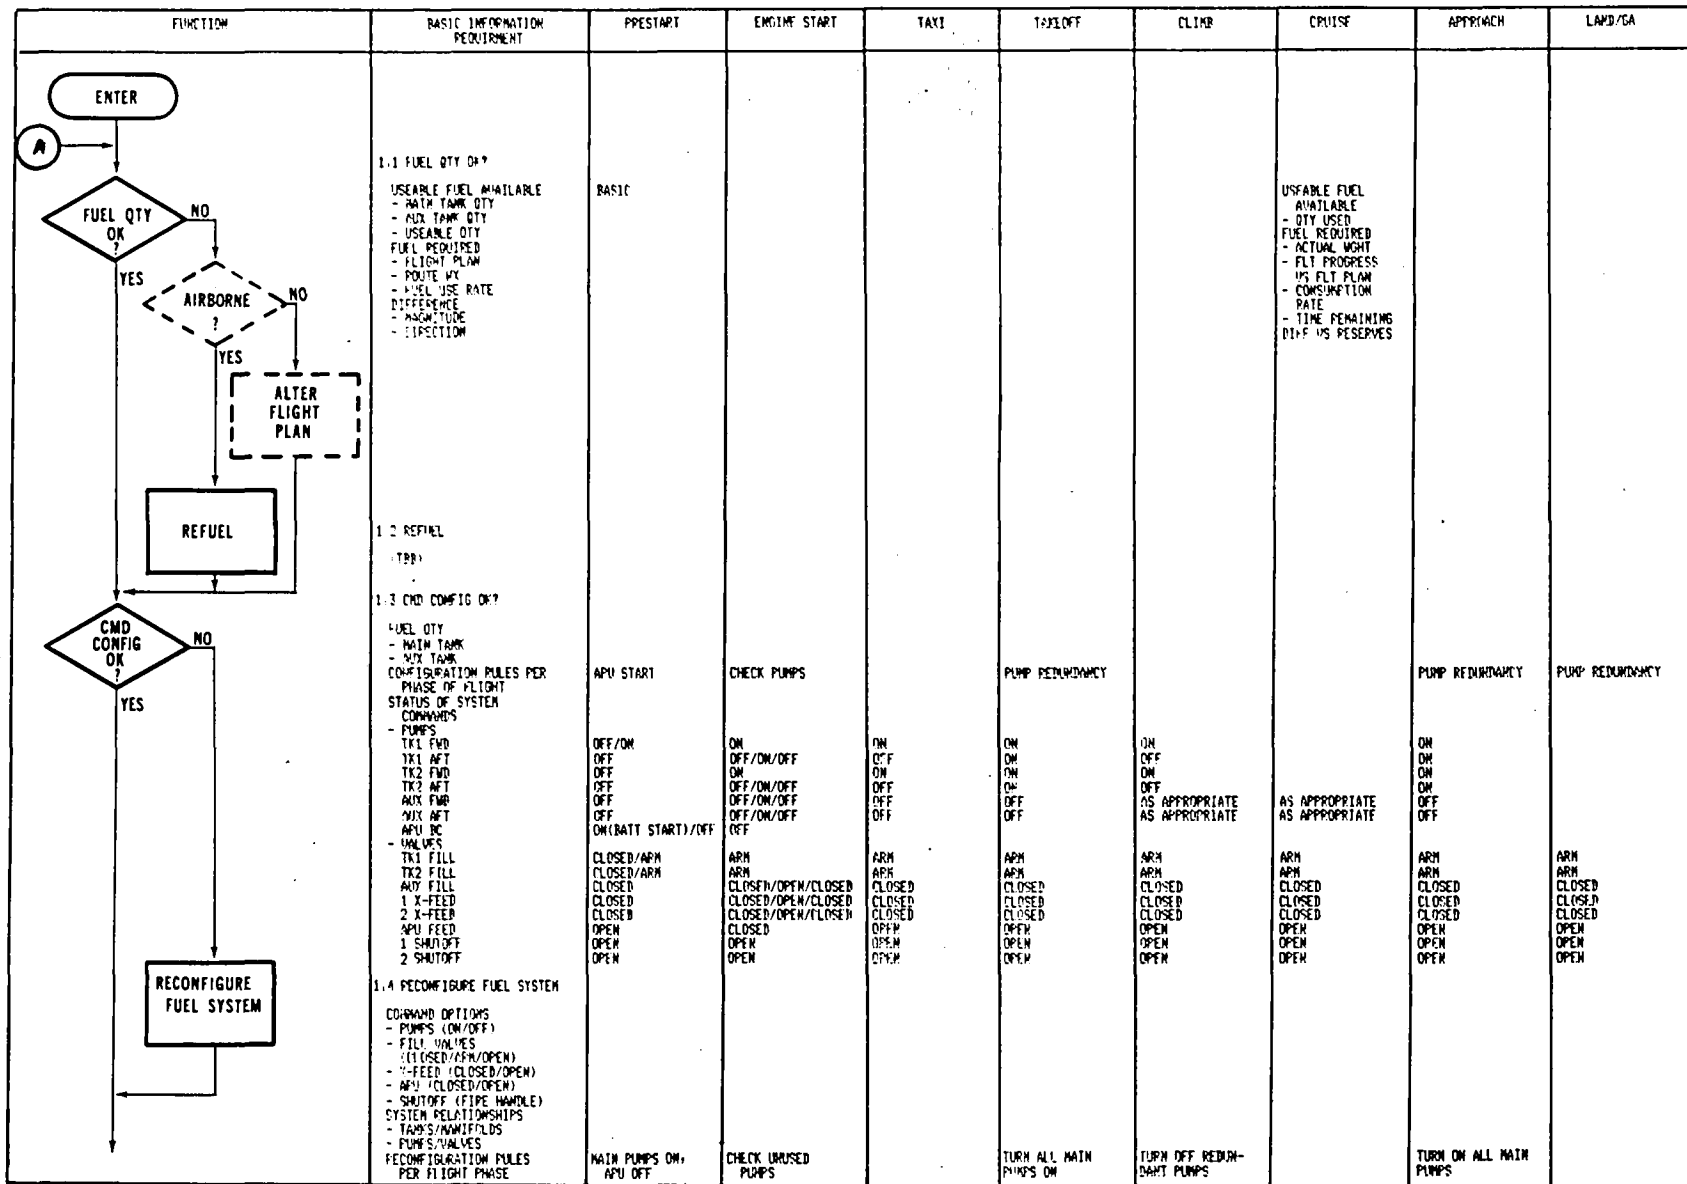 FUNCTION
BASIC INFORMATION
REQUIRMENT
PRESTART
ENGINE START
TAXI
TAKEOFF
CLIMB
CRUISE
APPROACH
LAND/GA
ENTER
A
FUEL QTY
OK
?
NO
YES
AIRBORNE
?
NO
YES
ALTER
FLIGHT
PLAN
REFUEL
CMD
CONFIG
OK
?
NO
YES
RECONFIGURE
FUEL SYSTEM
1.1 FUEL QTY OK?
USEABLE FUEL AVAILABLE
- MAIN TANK QTY
- AUX TANK QTY
- USEABLE QTY
FUEL REQUIRED
- FLIGHT PLAN
- ROUTE WX
- FUEL USE RATE
DIFFERENCE
- MAGNITUDE
- DIRECTION
BASIC
USEABLE FUEL
AVAILABLE
- QTY USED
FUEL REQUIRED
- ACTUAL WGHT
- FLT PROGRESS
VS FLT PLAN
- CONSUMPTION
RATE
- TIME REMAINING
DIFF VS RESERVES
1.2 REFUEL
1.3 CMD CONFIG OK?
FUEL QTY
- MAIN TANK
- AUX TANK
CONFIGURATION RULES PER APU START CHECK PUMPS PUMP REDUNDANCY PUMP REDUNDANCY PUMP REDUNDANCY
PHASE OF FLIGHT
STATUS OF SYSTEM
COMMANDS
- PUMPS
TK1 FWD OFF/ON ON ON ON ON ON
TK1 AFT OFF OFF/ON/OFF OFF ON OFF ON
TK2 FWD OFF ON ON ON ON ON
TK2 AFT OFF OFF/ON/OFF OFF ON OFF ON
AUX FWD OFF OFF/ON/OFF OFF OFF AS APPROPRIATE AS APPROPRIATE OFF
AUX AFT OFF OFF/ON/OFF OFF OFF AS APPROPRIATE AS APPROPRIATE OFF
APU DC ON(BATT START)/OFF OFF
- VALVES
TK1 FILL CLOSED/ARM ARM ARM ARM ARM ARM ARM ARM
TK2 FILL CLOSED/ARM ARM ARM ARM ARM ARM ARM ARM
AUX FILL CLOSED CLOSED/OPEN/CLOSED CLOSED CLOSED CLOSED CLOSED CLOSED CLOSED
1 X-FEED CLOSED CLOSED/OPEN/CLOSED CLOSED CLOSED CLOSED CLOSED CLOSED CLOSED
2 X-FEED CLOSED CLOSED/OPEN/CLOSED CLOSED CLOSED CLOSED CLOSED CLOSED CLOSED
APU FEED OPEN CLOSED OPEN OPEN OPEN OPEN OPEN OPEN
1 SHUTOFF OPEN OPEN OPEN OPEN OPEN OPEN OPEN OPEN
2 SHUTOFF OPEN OPEN OPEN OPEN OPEN OPEN OPEN OPEN
1.4 RECONFIGURE FUEL SYSTEM
COMMAND OPTIONS
- PUMPS (ON/OFF)
- FILL VALVES
(CLOSED/ARM/OPEN)
- X-FEED (CLOSED/OPEN)
- APU (CLOSED/OPEN)
- SHUTOFF (FIRE HANDLE)
SYSTEM RELATIONSHIPS
- TANKS/MANIFOLDS
- PUMPS/VALVES
RECONFIGURATION RULES
PER FLIGHT PHASE
MAIN PUMPS ON,
APU OFF
CHECK UNUSED
PUMPS
TURN ALL MAIN
PUMPS ON
TURN OFF REDUN-
DANT PUMPS
TURN ON ALL MAIN
PUMPS